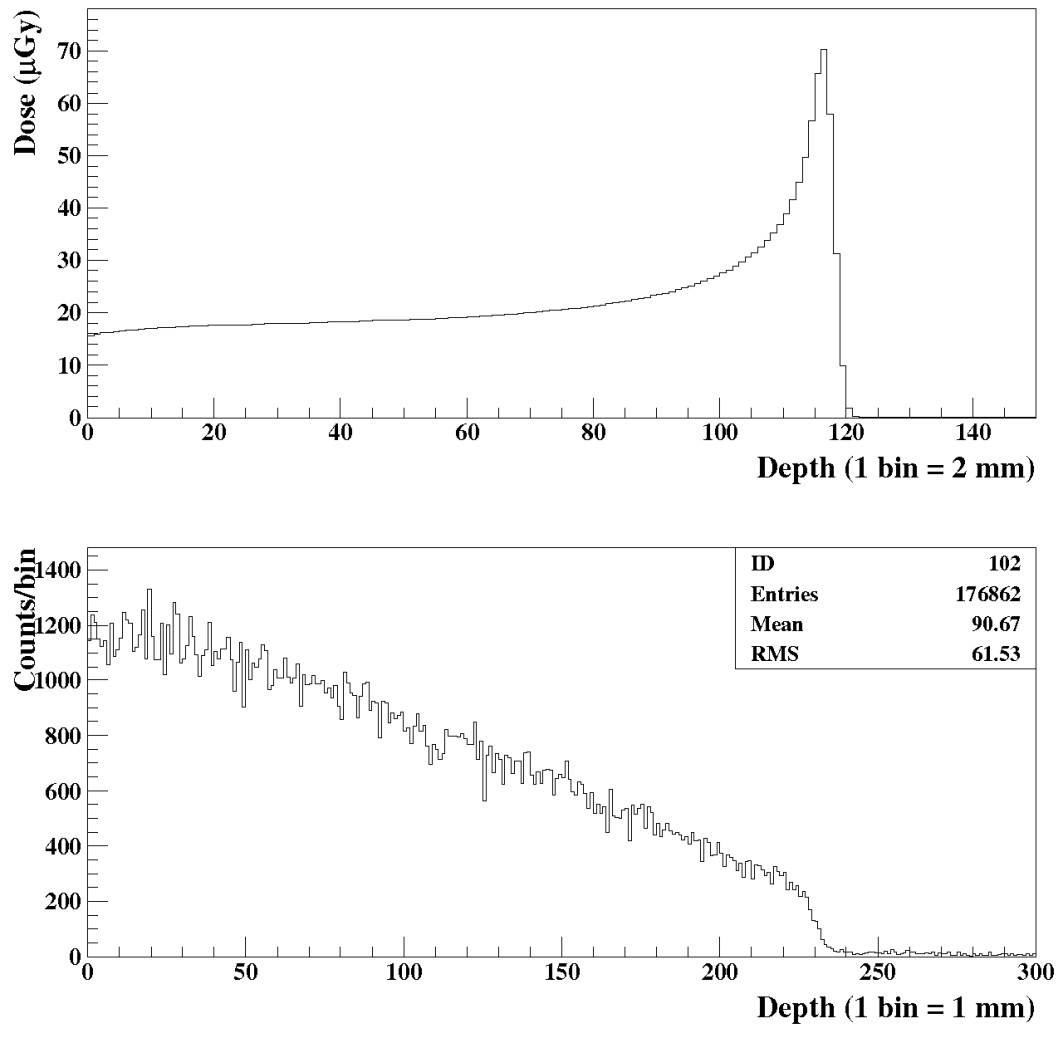 Dose (μGy)
70
60
50
40
30
20
10
0
0 20 40 60 80 100 120 140
Depth (1 bin = 2 mm)
Counts/bin
1400
1200
1000
800
600
400
200
0
ID 102
Entries 176862
Mean 90.67
RMS 61.53
0 50 100 150 200 250 300
Depth (1 bin = 1 mm)